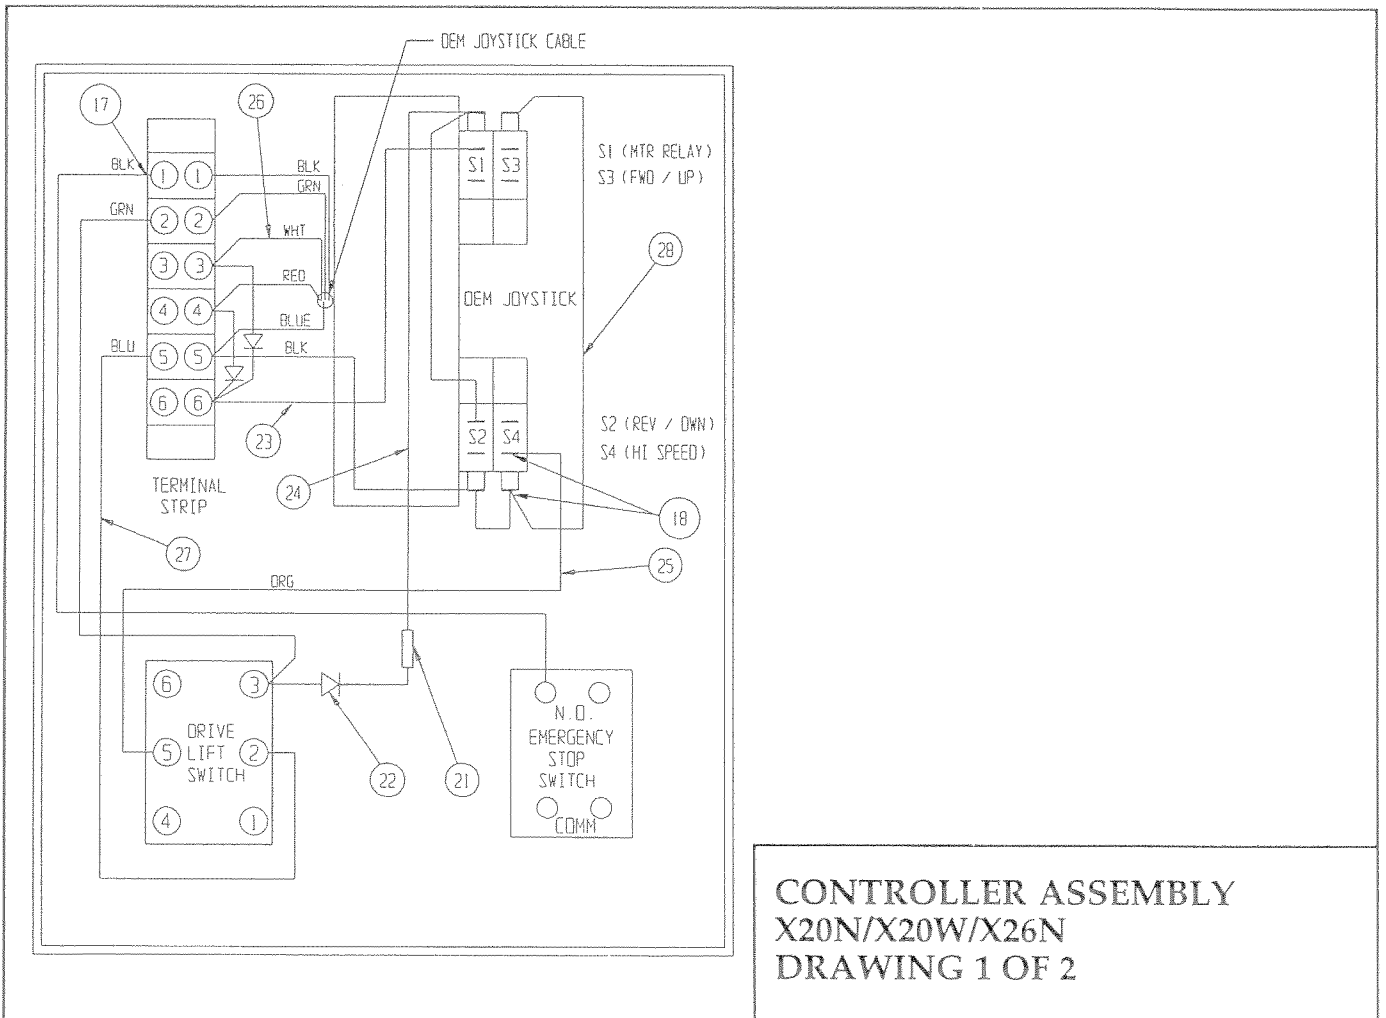 OEM JOYSTICK CABLE
17
26
BLK
1 1
BLK
GRN
GRN
2 2
WHT
3 3
RED
4 4
BLUE
BLU
5 5
BLK
6 6
23
24
TERMINAL
STRIP
27
S1 S3
S1 (MTR RELAY)
S3 (FWD / UP)
28
OEM JOYSTICK
S2 S4
S2 (REV / DWN)
S4 (HI SPEED)
18
25
ORG
6 3
DRIVE
5 LIFT 2
SWITCH
4 1
22
21
N.O.
EMERGENCY
STOP
SWITCH
COMM
CONTROLLER ASSEMBLY
X20N/X20W/X26N
DRAWING 1 OF 2